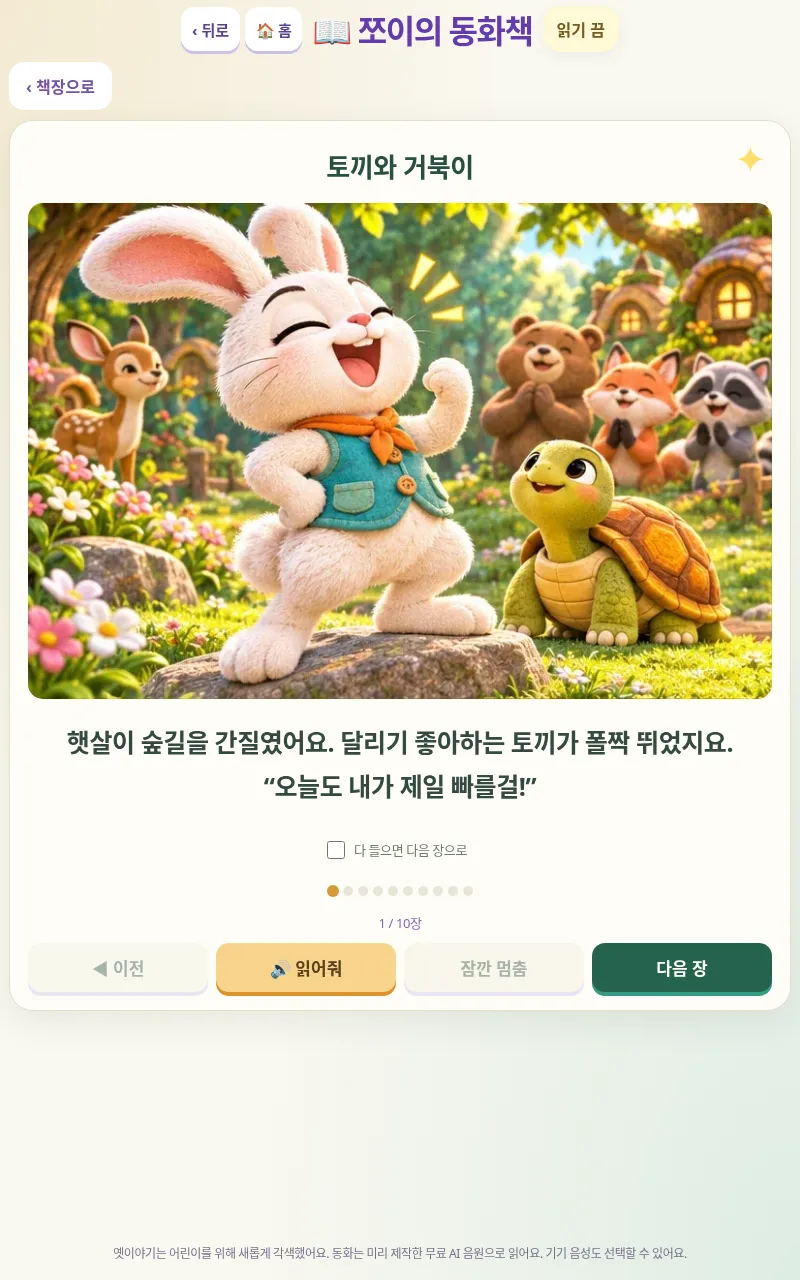 ‹ 뒤로
🏠 홈
📖 쪼이의 동화책
읽기 끔
‹ 책장으로
토끼와 거북이
햇살이 숲길을 간질였어요. 달리기 좋아하는 토끼가 폴짝 뛰었지요.
“오늘도 내가 제일 빠를걸!”
다 들으면 다음 장으로
1 / 10장
◀ 이전
🔊 읽어줘
잠깐 멈춤
다음 장
옛이야기는 어린이를 위해 새롭게 각색했어요. 동화는 미리 제작한 무료 AI 음원으로 읽어요. 기기 음성도 선택할 수 있어요.